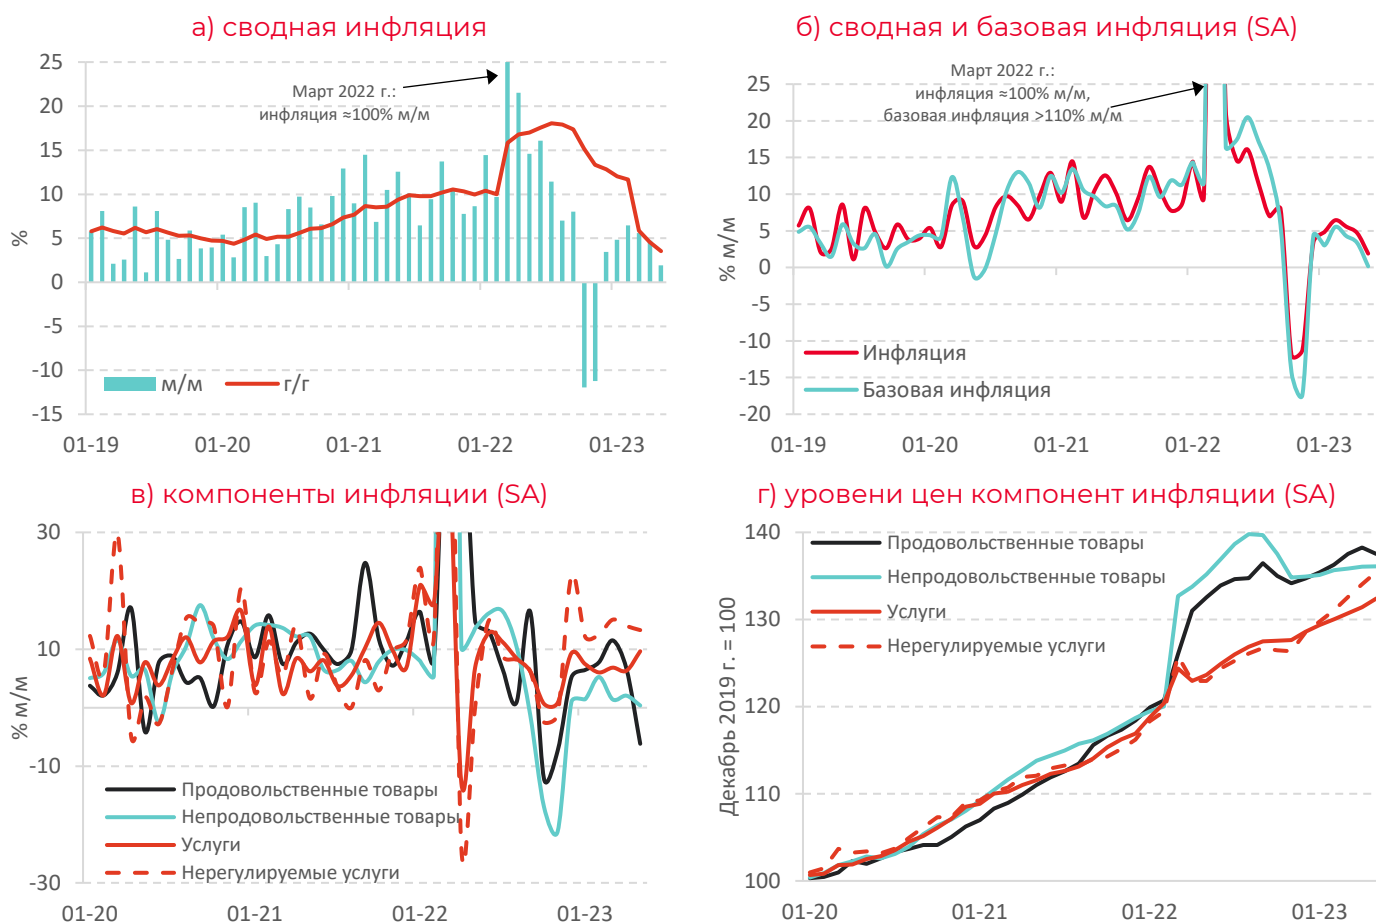 а) сводная инфляция
25
20
15
10
5
0
-5
-10
-15
%
Март 2022 г.:
инфляция ≈100% м/м
м/м
г/г
01-19
01-20
01-21
01-22
01-23
б) сводная и базовая инфляция (SA)
25
20
15
10
5
0
-5
-10
-15
-20
% м/м
Март 2022 г.:
инфляция ≈100% м/м,
базовая инфляция >110% м/м
Инфляция
Базовая инфляция
01-19
01-20
01-21
01-22
01-23
в) компоненты инфляции (SA)
30
10
-10
-30
% м/м
Продовольственные товары
Непродовольственные товары
Услуги
Нерегулируемые услуги
01-20
01-21
01-22
01-23
г) уровени цен компонент инфляции (SA)
140
130
120
110
100
Декабрь 2019 г. = 100
Продовольственные товары
Непродовольственные товары
Услуги
Нерегулируемые услуги
01-20
01-21
01-22
01-23